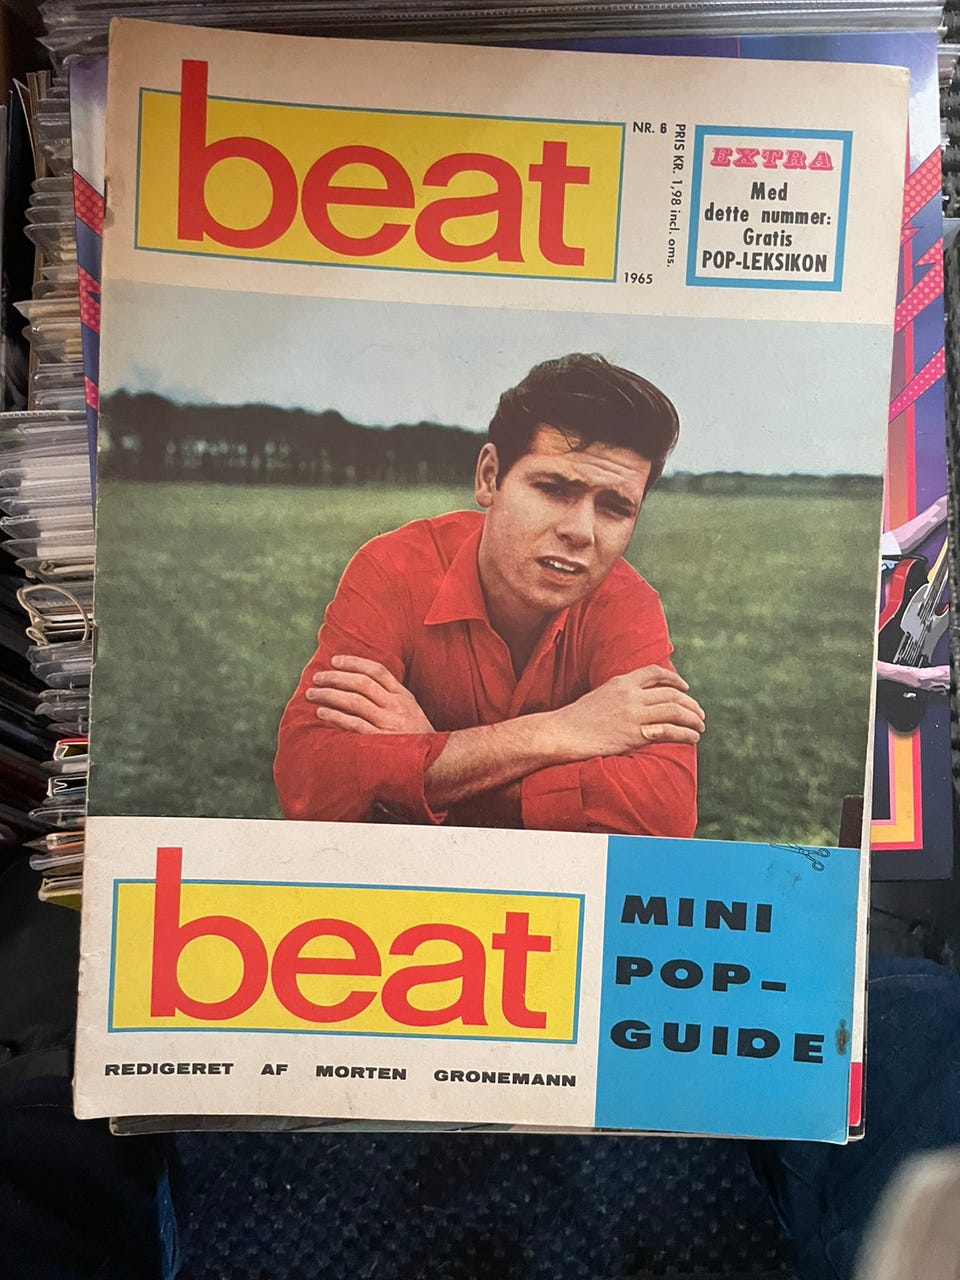 beat
NR. 6
PRIS KR. 1,98 incl. oms.
1965
EXTRA
Med
dette nummer:
Gratis
POP-LEKSIKON
beat
REDIGERET AF MORTEN GRONEMANN
MINI
POP-
GUIDE